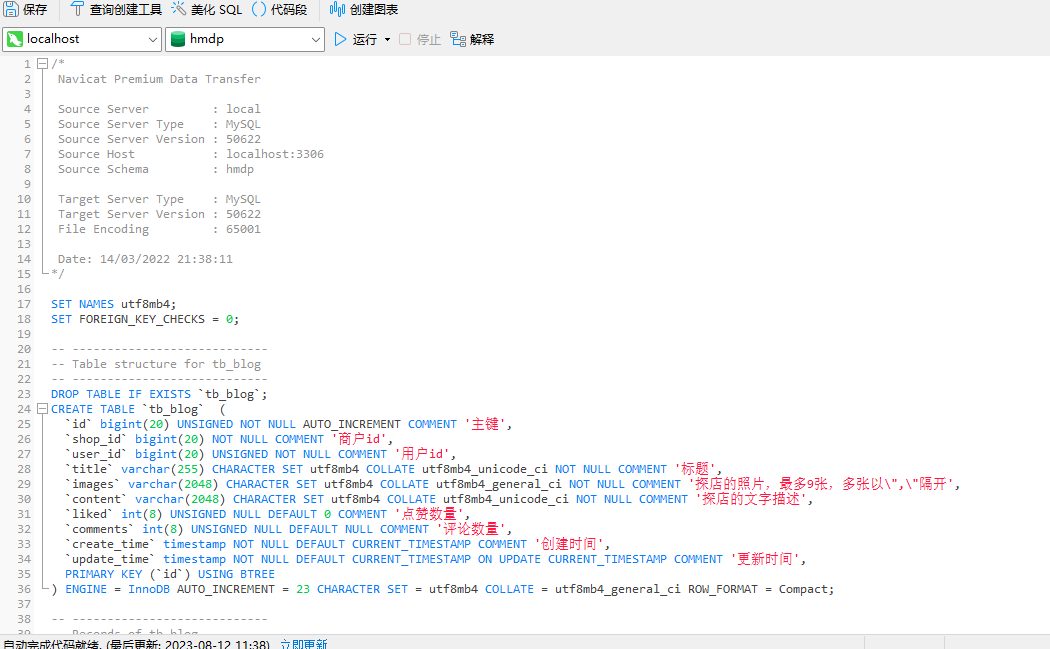 保存 查询创建工具 美化 SQL () 代码段 创建图表
localhost hmdp 运行 停止 解释
1 /*
2 Navicat Premium Data Transfer
3
4 Source Server : local
5 Source Server Type : MySQL
6 Source Server Version : 50622
7 Source Host : localhost:3306
8 Source Schema : hmdp
9
10 Target Server Type : MySQL
11 Target Server Version : 50622
12 File Encoding : 65001
13
14 Date: 14/03/2022 21:38:11
15 */
16
17 SET NAMES utf8mb4;
18 SET FOREIGN_KEY_CHECKS = 0;
19
20 -- ----------------------------
21 -- Table structure for tb_blog
22 -- ----------------------------
23 DROP TABLE IF EXISTS `tb_blog`;
24 CREATE TABLE `tb_blog` (
25 `id` bigint(20) UNSIGNED NOT NULL AUTO_INCREMENT COMMENT '主键',
26 `shop_id` bigint(20) NOT NULL COMMENT '商户id',
27 `user_id` bigint(20) UNSIGNED NOT NULL COMMENT '用户id',
28 `title` varchar(255) CHARACTER SET utf8mb4 COLLATE utf8mb4_unicode_ci NOT NULL COMMENT '标题',
29 `images` varchar(2048) CHARACTER SET utf8mb4 COLLATE utf8mb4_general_ci NOT NULL COMMENT '探店的照片，最多9张，多张以\",\"隔开',
30 `content` varchar(2048) CHARACTER SET utf8mb4 COLLATE utf8mb4_unicode_ci NOT NULL COMMENT '探店的文字描述',
31 `liked` int(8) UNSIGNED NULL DEFAULT 0 COMMENT '点赞数量',
32 `comments` int(8) UNSIGNED NULL DEFAULT NULL COMMENT '评论数量',
33 `create_time` timestamp NOT NULL DEFAULT CURRENT_TIMESTAMP COMMENT '创建时间',
34 `update_time` timestamp NOT NULL DEFAULT CURRENT_TIMESTAMP ON UPDATE CURRENT_TIMESTAMP COMMENT '更新时间',
35 PRIMARY KEY (`id`) USING BTREE
36 ) ENGINE = InnoDB AUTO_INCREMENT = 23 CHARACTER SET = utf8mb4 COLLATE = utf8mb4_general_ci ROW_FORMAT = Compact;
37
38 -- ----------------------------
39 -- Records of tb_blog
自动完成代码就绪. (最后更新: 2023-08-12 11:38) 立即更新